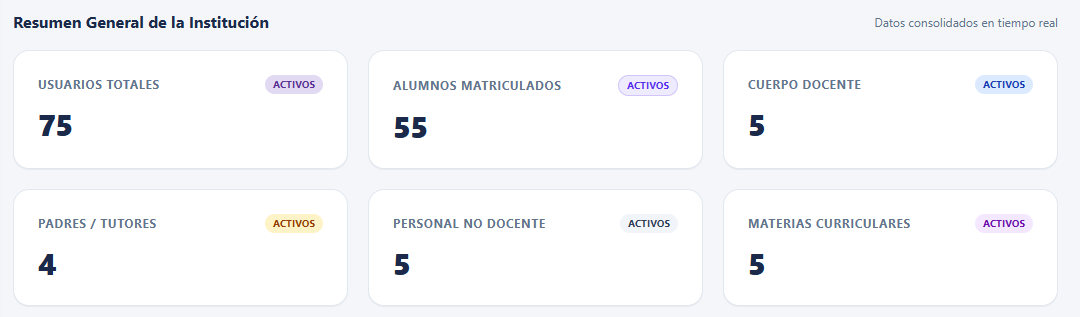 Resumen General de la Institución
Datos consolidados en tiempo real
USUARIOS TOTALES
ACTIVOS
75
ALUMNOS MATRICULADOS
ACTIVOS
55
CUERPO DOCENTE
ACTIVOS
5
PADRES / TUTORES
ACTIVOS
4
PERSONAL NO DOCENTE
ACTIVOS
5
MATERIAS CURRICULARES
ACTIVOS
5